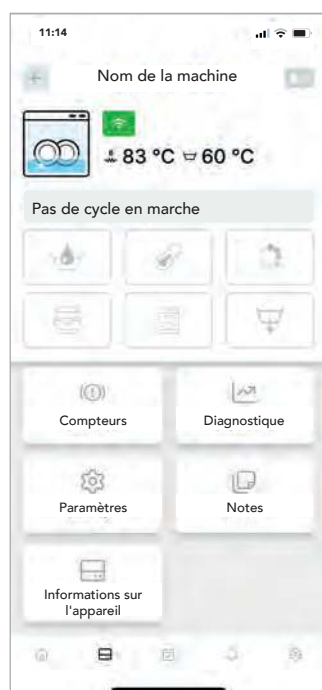 11:14
Nom de la machine
83 °C 60 °C
Pas de cycle en marche
Compteurs
Diagnostique
Paramètres
Notes
Informations sur
l'appareil